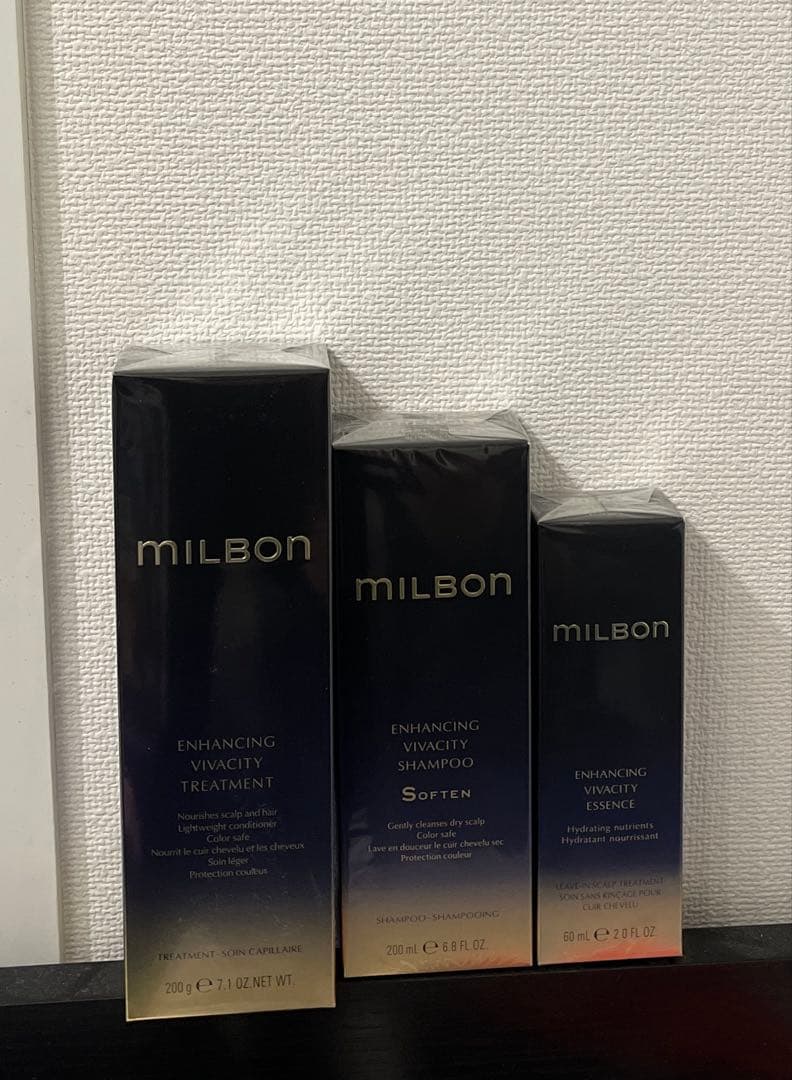 mILBon
ENHANCING
VIVACITY
TREATMENT
Nourishes scalp and hair
Lightweight conditioner
Color safe
Nourrit le cuir chevelu et les cheveux
Soin léger
Protection couleur
TREATMENT-SOIN CAPILLAIRE
200 g e 7.1 OZ.NET WT.
mILBon
ENHANCING
VIVACITY
SHAMPOO
SOFTEN
Gently cleanses dry scalp
Color safe
Lave en douceur le cuir chevelu sec
Protection couleur
SHAMPOO-SHAMPOOING
200 mL e 6.8 FL OZ.
mILBon
ENHANCING
VIVACITY
ESSENCE
Hydrating nutrients
Hydratant nourrissant
LEAVE-IN SCALP TREATMENT
SOIN SANS RINÇAGE POUR
CUIR CHEVELU
60 mL e 2.0 FL OZ.